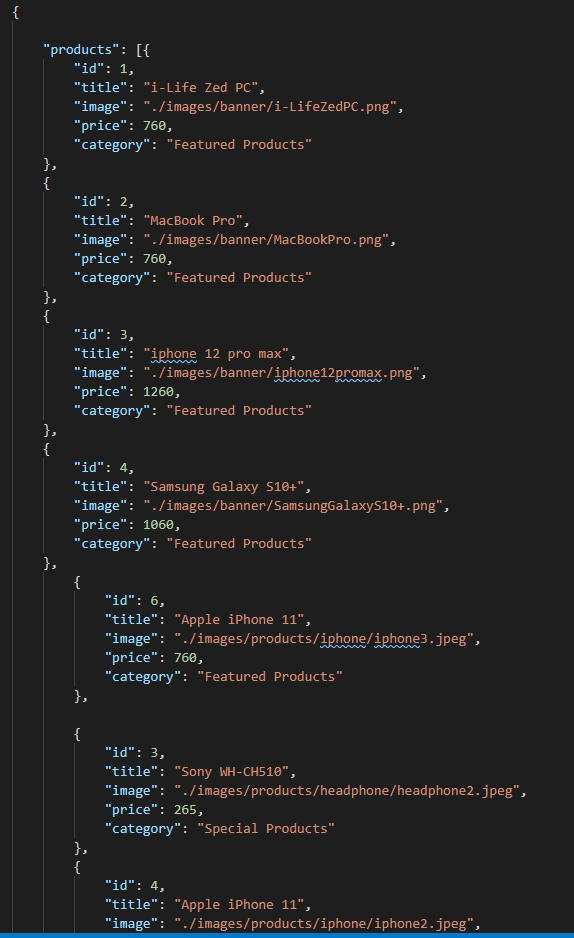 {
"products": [{
"id": 1,
"title": "i-Life Zed PC",
"image": "./images/banner/i-LifeZedPC.png",
"price": 760,
"category": "Featured Products"
},
{
"id": 2,
"title": "MacBook Pro",
"image": "./images/banner/MacBookPro.png",
"price": 760,
"category": "Featured Products"
},
{
"id": 3,
"title": "iphone 12 pro max",
"image": "./images/banner/iphone12promax.png",
"price": 1260,
"category": "Featured Products"
},
{
"id": 4,
"title": "Samsung Galaxy S10+",
"image": "./images/banner/SamsungGalaxyS10+.png",
"price": 1060,
"category": "Featured Products"
},
{
"id": 6,
"title": "Apple iPhone 11",
"image": "./images/products/iphone/iphone3.jpeg",
"price": 760,
"category": "Featured Products"
},
{
"id": 3,
"title": "Sony WH-CH510",
"image": "./images/products/headphone/headphone2.jpeg",
"price": 265,
"category": "Special Products"
},
{
"id": 4,
"title": "Apple iPhone 11",
"image": "./images/products/iphone/iphone2.jpeg",